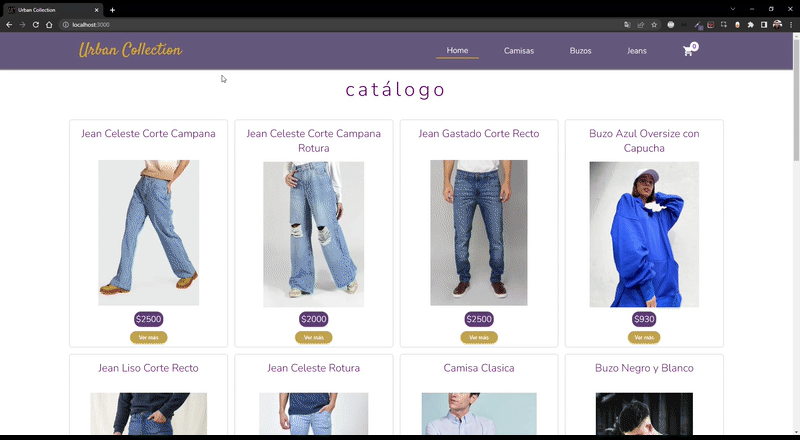 Urban Collection
localhost:3000
Urban Collection
Home
Camisas
Buzos
Jeans
0
catálogo
Jean Celeste Corte Campana
$2500
Ver más
Jean Celeste Corte Campana
Rotura
$2000
Ver más
Jean Gastado Corte Recto
$2500
Ver más
Buzo Azul Oversize con
Capucha
$930
Ver más
Jean Liso Corte Recto
Jean Celeste Rotura
Camisa Clasica
Buzo Negro y Blanco